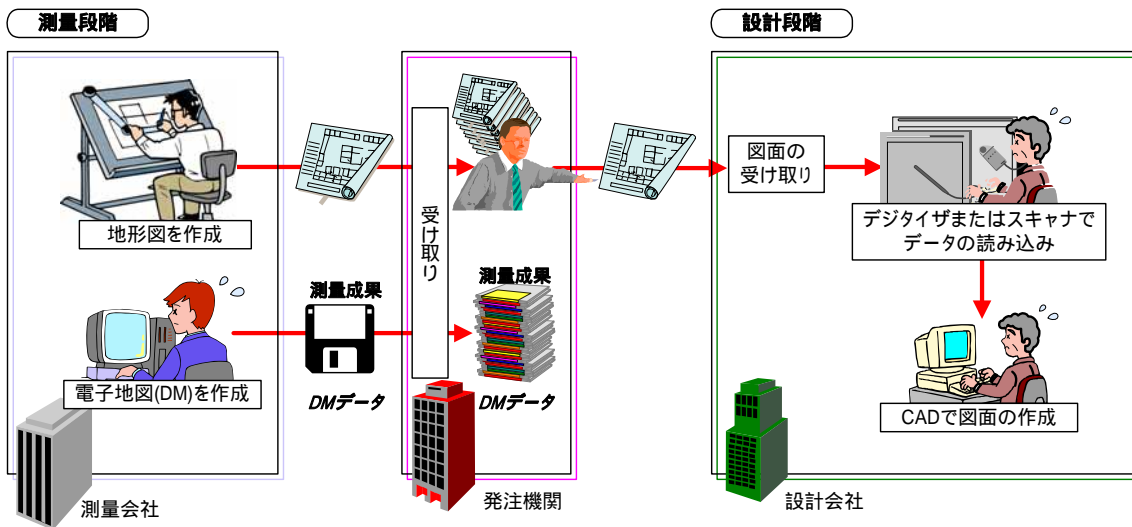 測量段階
設計段階
地形図を作成
受け取り
図面の
受け取り
デジタイザまたはスキャナで
データの読み込み
測量成果
測量成果
電子地図(DM)を作成
DMデータ
DMデータ
CADで図面の作成
測量会社
発注機関
設計会社